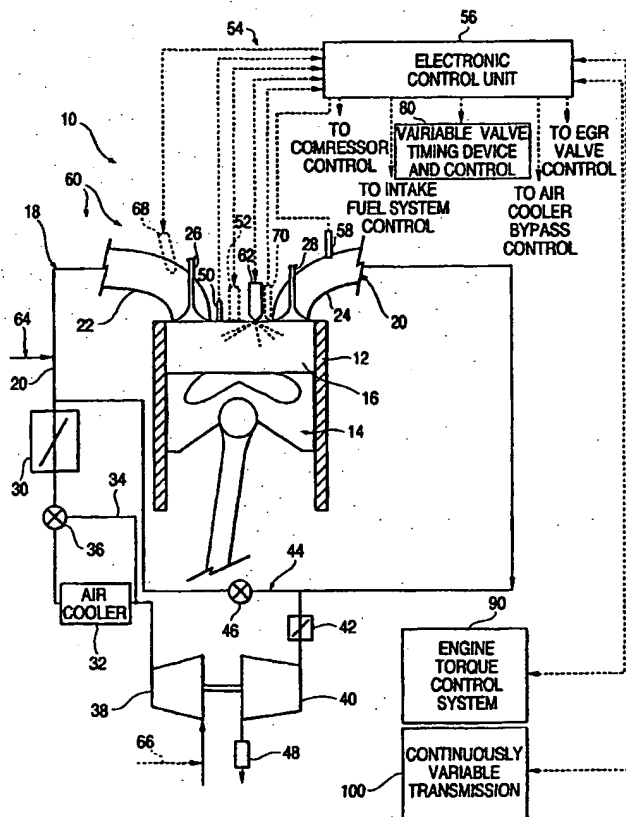 54
56
ELECTRONIC
CONTROL UNIT
80
10
TO
COMRESSOR
CONTROL
VAIRIABLE VALVE
TIMING DEVICE
AND CONTROL
TO EGR
VALVE
CONTROL
TO INTAKE
FUEL SYSTEM
CONTROL
TO AIR
COOLER
BYPASS
CONTROL
60
68
26
52
70
58
18
50
62
28
22
24
20
64
12
20
16
14
30
34
36
44
AIR
COOLER
46
32
42
90
ENGINE
TORQUE
CONTROL
SYSTEM
38
40
48
66
CONTINUOUSLY
VARIABLE
TRANSMISSION
100